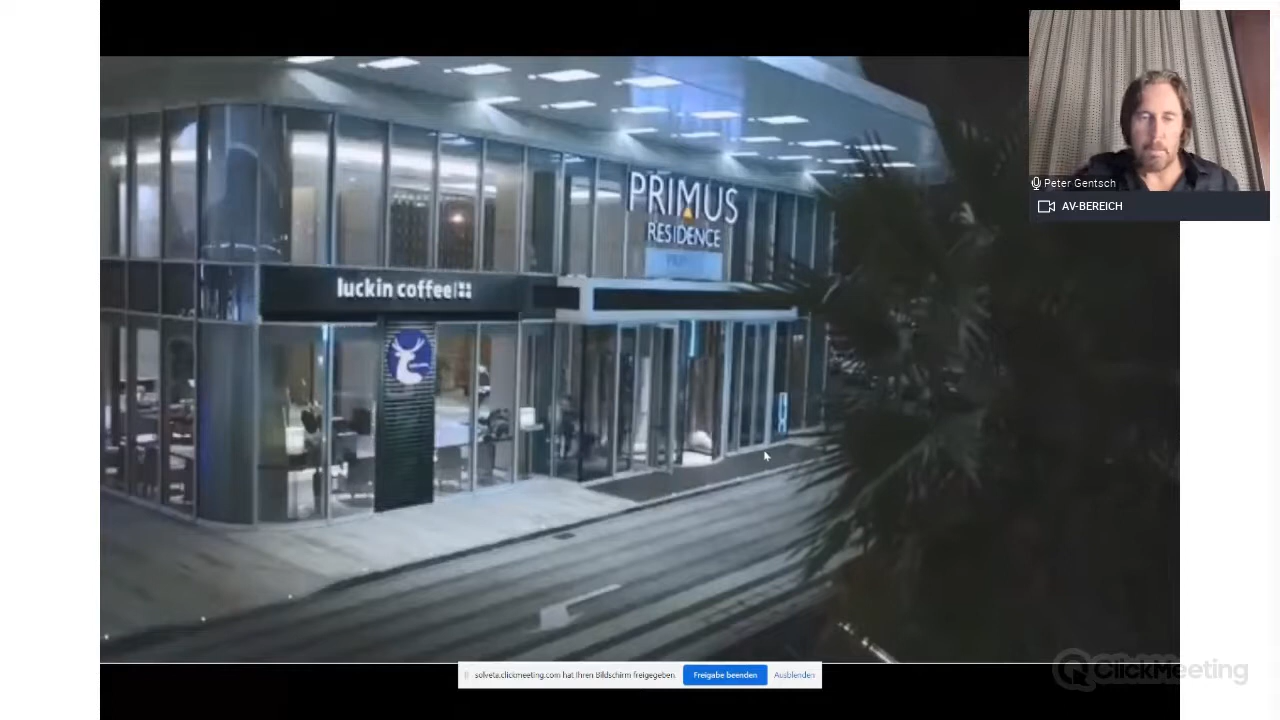 PRIMUS
RESIDENCE
luckin coffee
Peter Gentsch
AV-BEREICH
solveta.clickmeeting.com hat Ihren Bildschirm freigegeben.
Freigabe beenden
Ausblenden
ClickMeeting